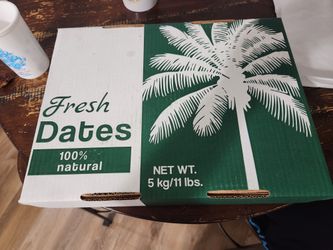 Fresh
Dates
100%
natural
NET WT.
5 kg/11 lbs.